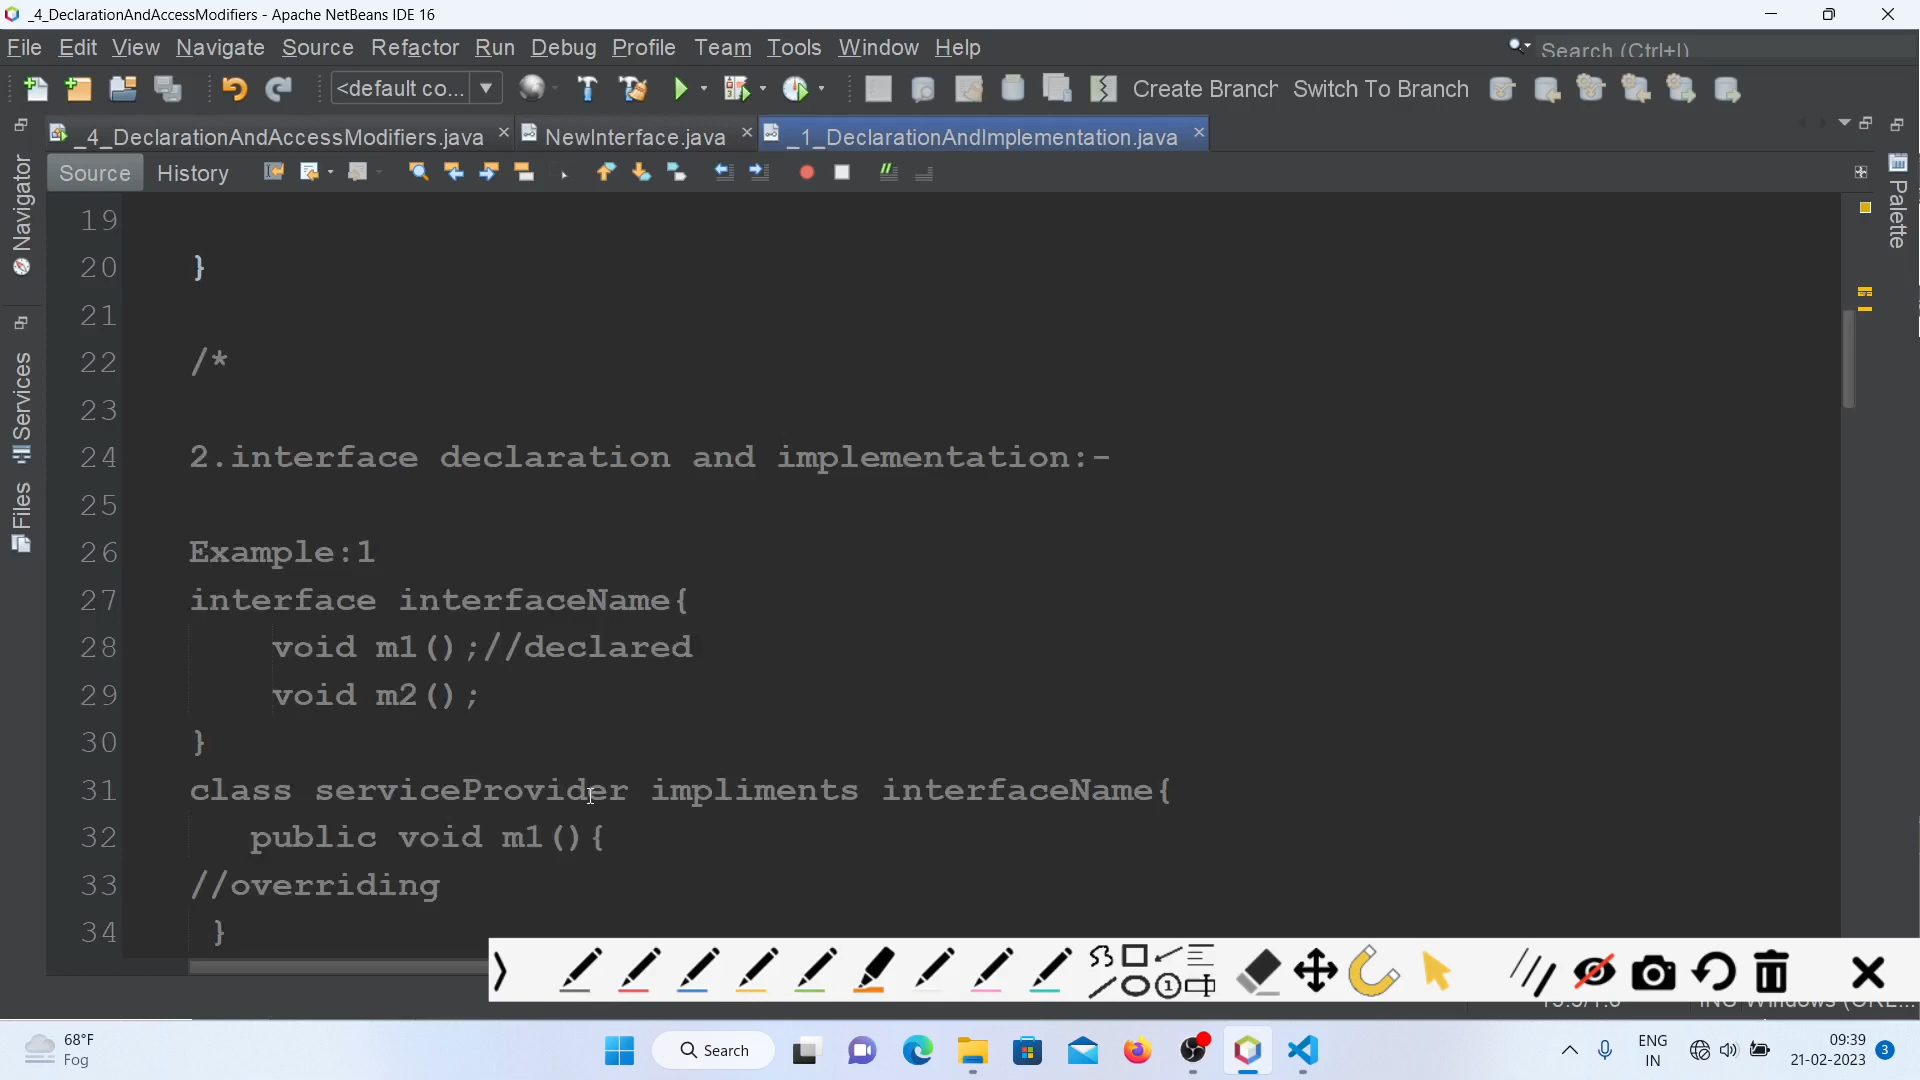 _4_DeclarationAndAccessModifiers - Apache NetBeans IDE 16
File Edit View Navigate Source Refactor Run Debug Profile Team Tools Window Help
Search (Ctrl+I)
<default co...
Create Branch Switch To Branch
_4_DeclarationAndAccessModifiers.java
NewInterface.java
_1_DeclarationAndImplementation.java
Source History
Navigator
Services
Files
Palette
19
20 }
21
22 /*
23
24 2.interface declaration and implementation:-
25
26 Example:1
27 interface interfaceName{
28 void m1();//declared
29 void m2();
30 }
31 class serviceProvider impliments interfaceName{
32 public void m1(){
33 //overriding
34 }
68°F
Fog
Search
ENG
IN
09:39
21-02-2023
3